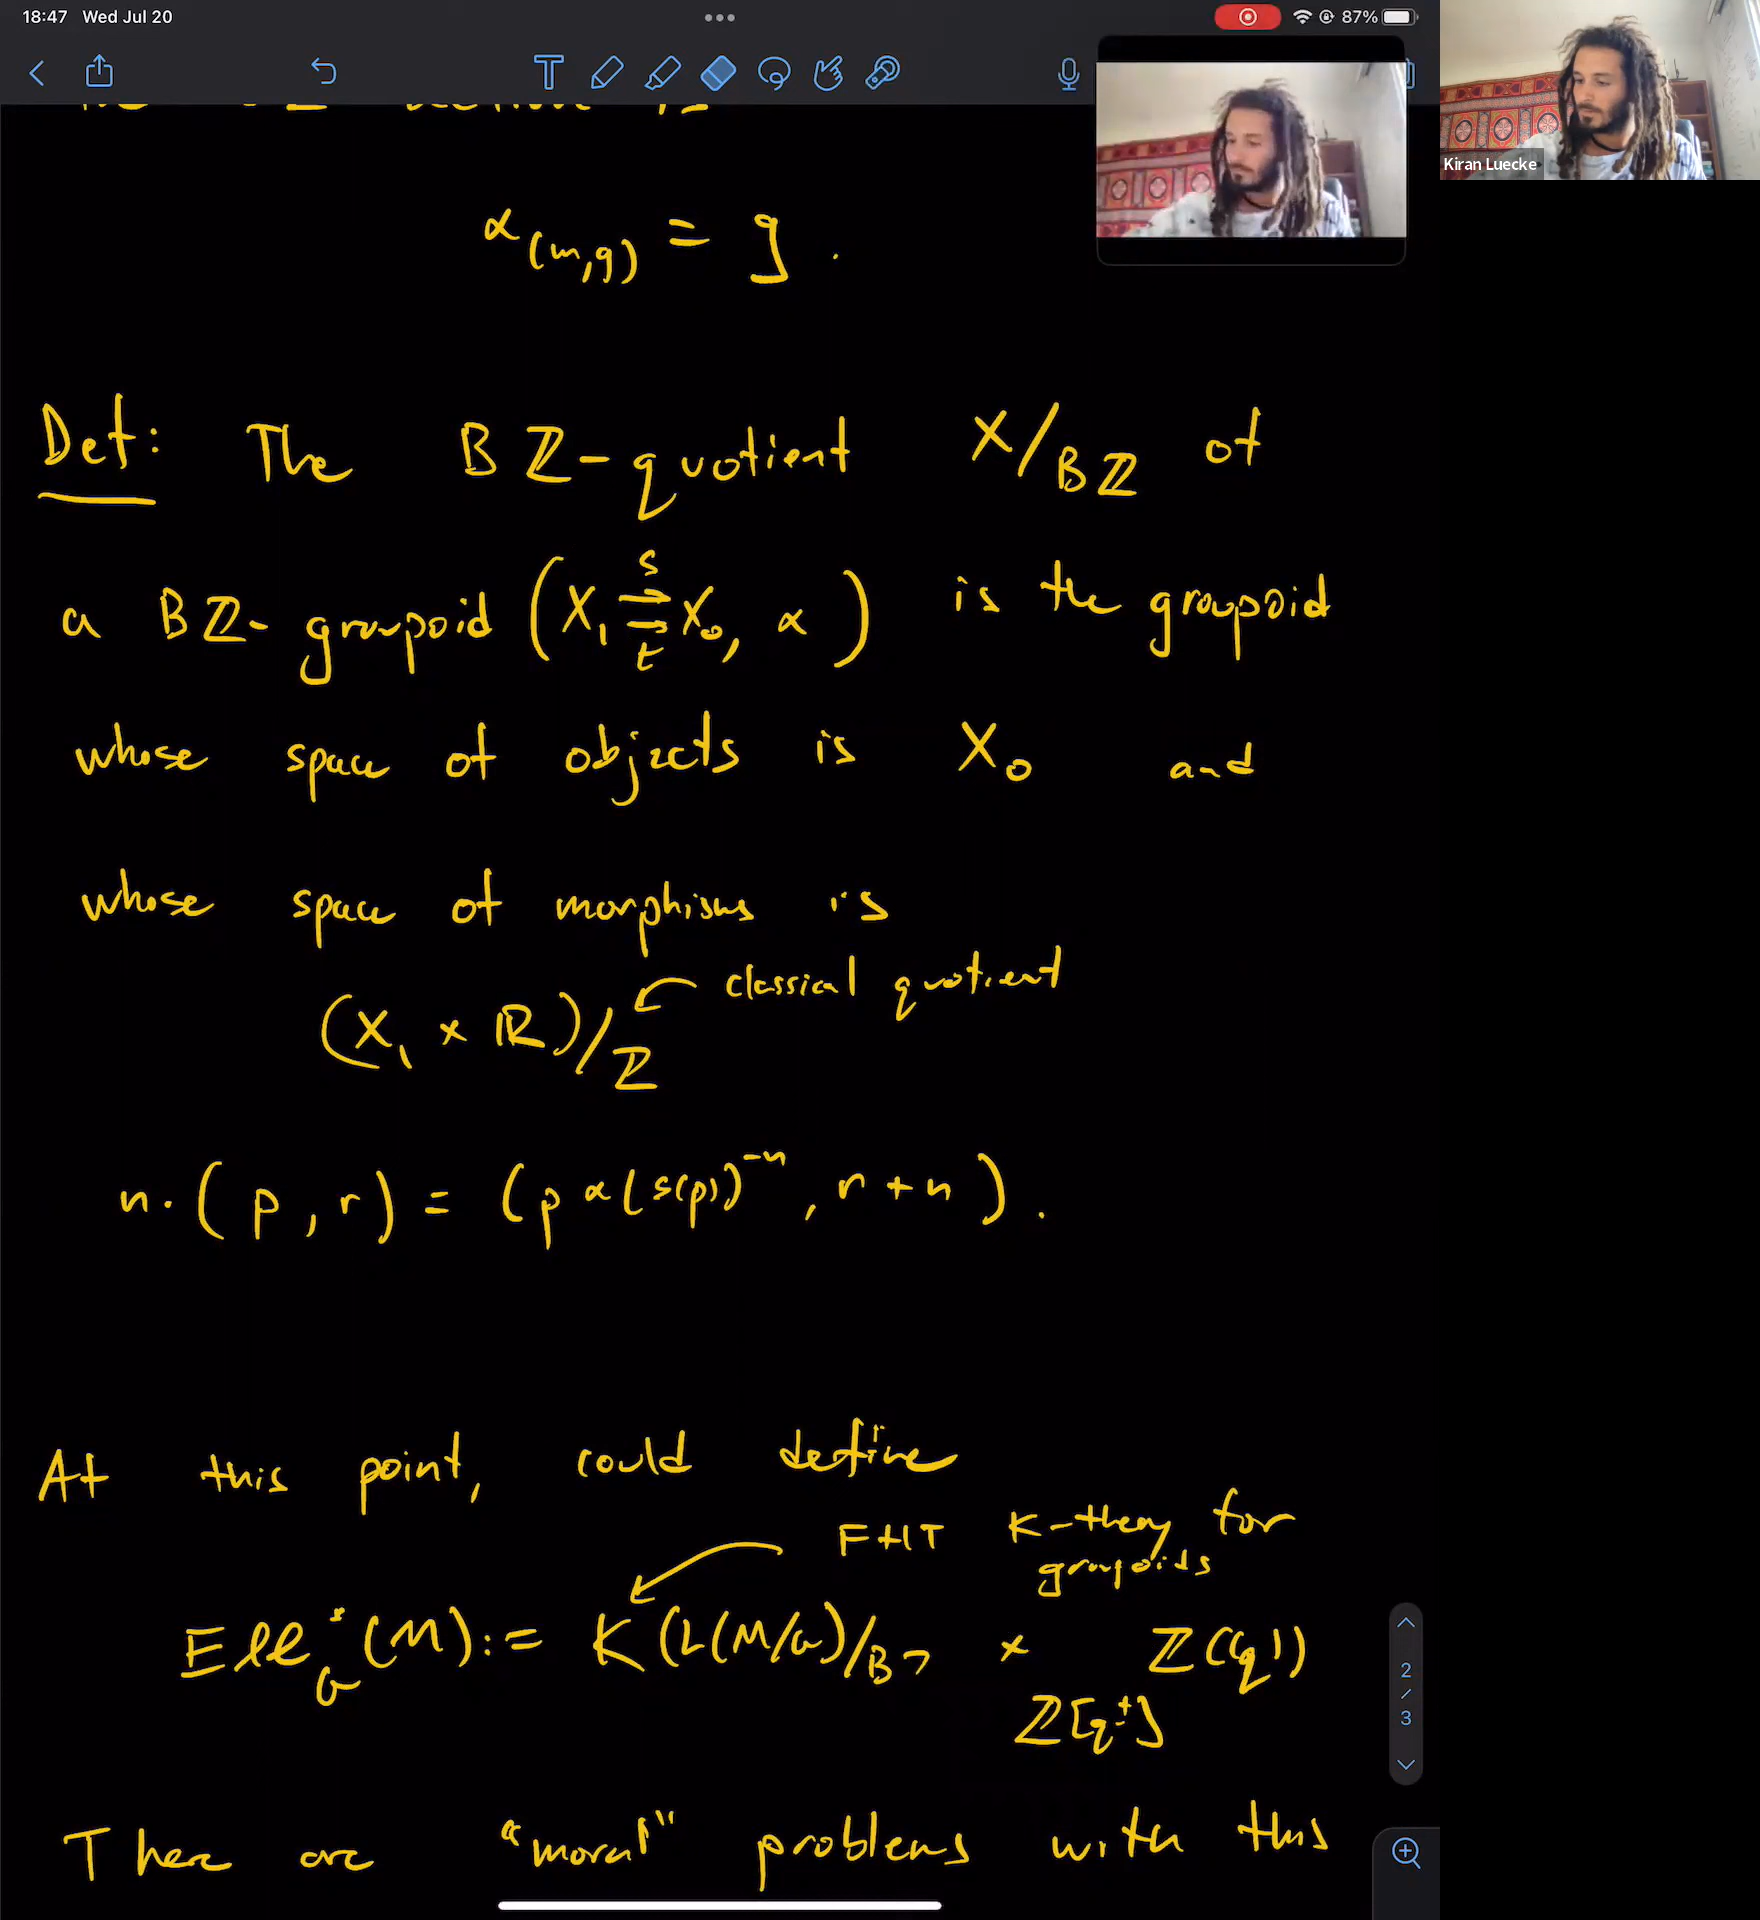 18:47 Wed Jul 20
87%
Kiran Luecke
α(m,g) = g .
Def: The Bℤ-quotient X/Bℤ of
a Bℤ-groupoid (X₁ ⇉ X₀, α) is the groupoid
s
t
whose space of objects is X₀ and
whose space of morphisms is
(X₁ × ℝ)/ℤ classical quotient
n·(p, r) = (p α(s(p))⁻ⁿ, r+n).
At this point, could define
FHT K-theory for
groupoids
Ell*_G(M) := K(L(M/G)/Bℤ × ℤ((q))
ℤ[q±]
2
/
3
There are "moral" problems with this